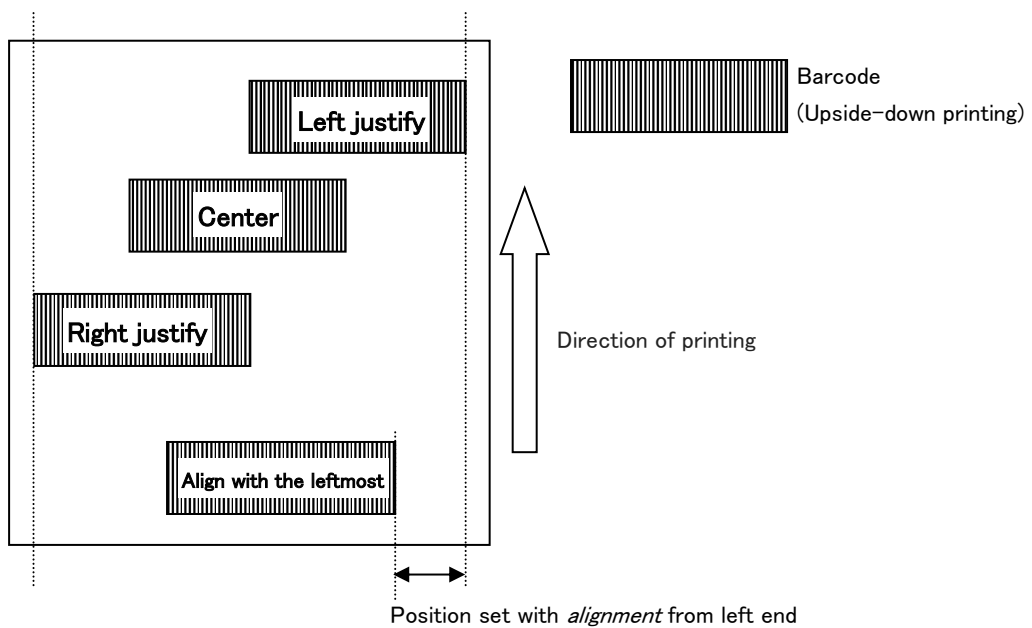 Left justify
Barcode
(Upside-down printing)
Center
Right justify
Direction of printing
Align with the leftmost
Position set with alignment from left end